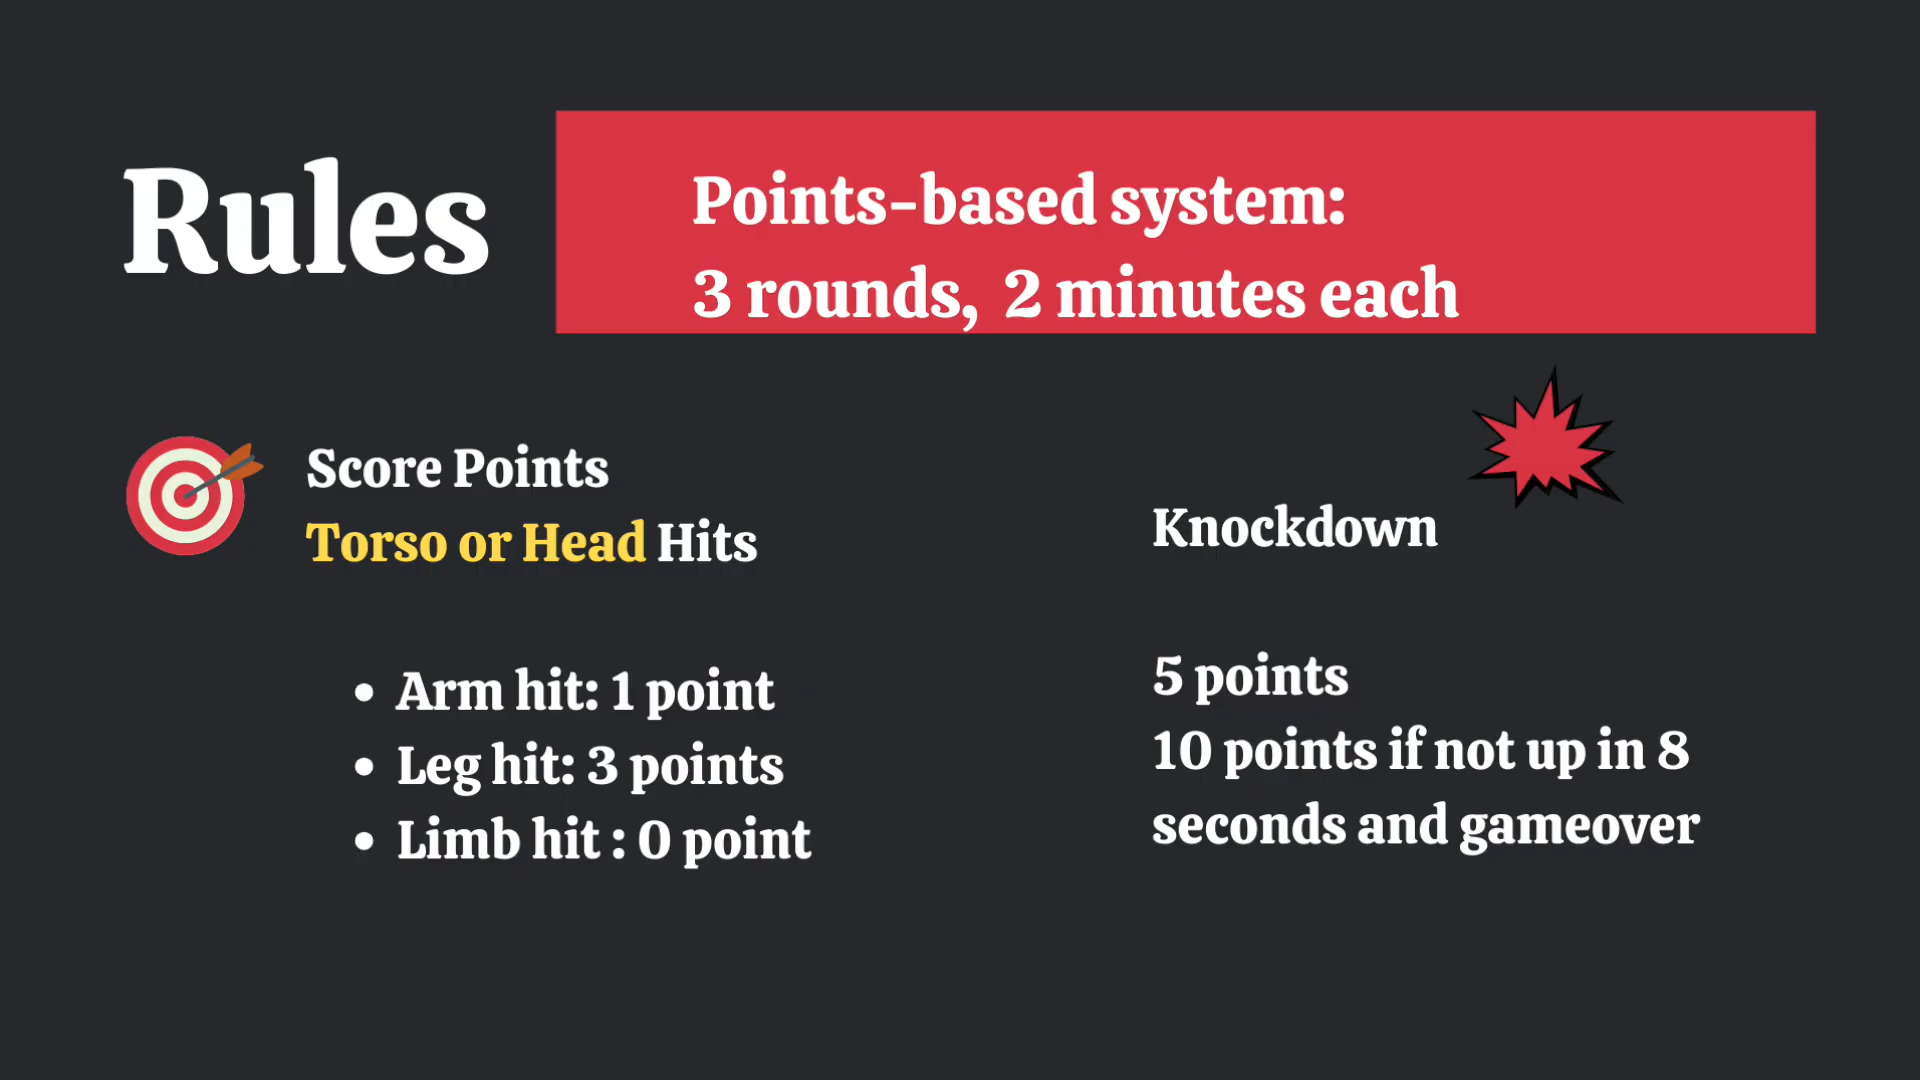 Rules
Points-based system:
3 rounds, 2 minutes each
Score Points
Torso or Head Hits
• Arm hit: 1 point
• Leg hit: 3 points
• Limb hit : 0 point
Knockdown
5 points
10 points if not up in 8
seconds and gameover